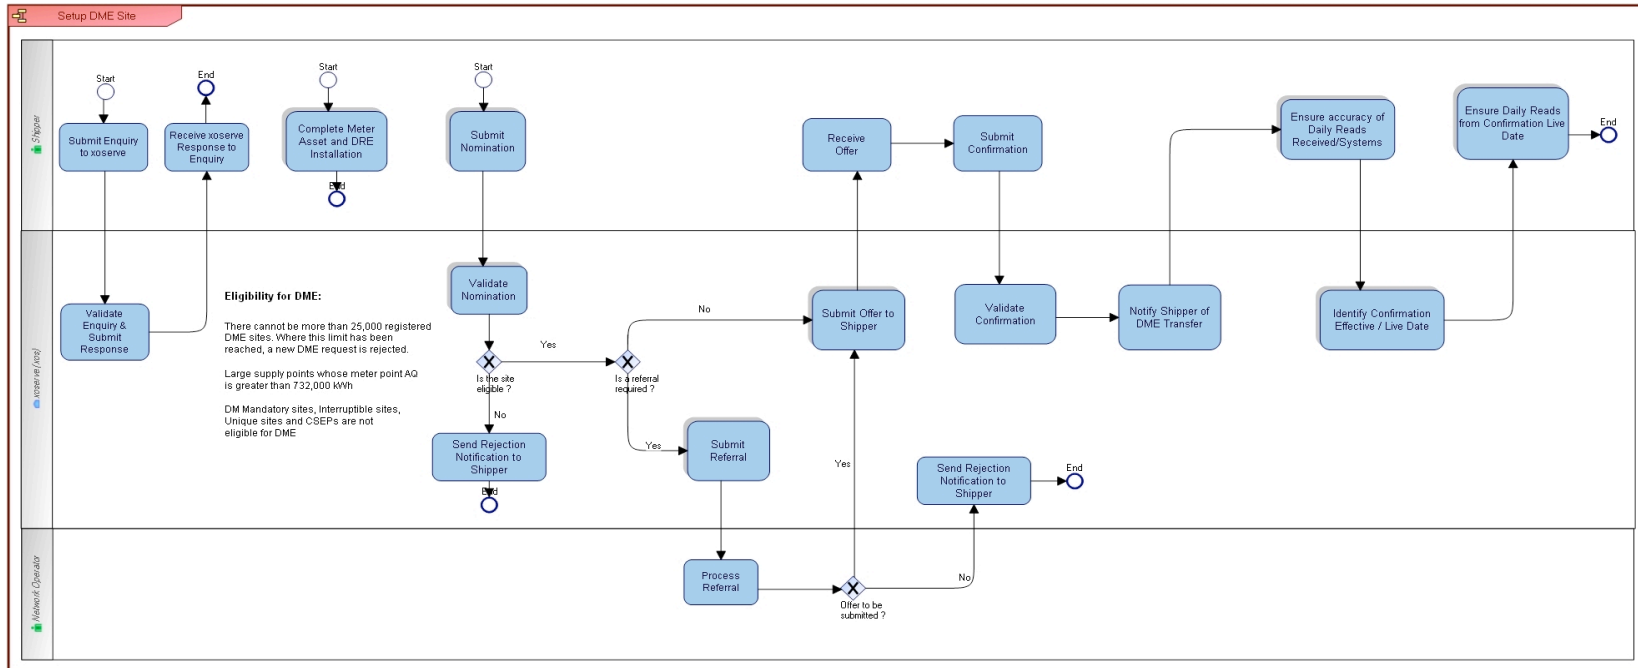 Setup DME Site
Shipper
Start
Submit Enquiry
to xoserve
End
Receive xoserve
Response to
Enquiry
Start
Complete Meter
Asset and DRE
Installation
End
Start
Submit
Nomination
Receive
Offer
Submit
Confirmation
Ensure accuracy of
Daily Reads
Received/Systems
Ensure Daily Reads
from Confirmation Live
Date
End
xoserve (xos)
Validate
Enquiry &
Submit
Response
Eligibility for DME:
There cannot be more than 25,000 registered
DME sites. Where this limit has been
reached, a new DME request is rejected.
Large supply points whose meter point AQ
is greater than 732,000 kWh
DM Mandatory sites, Interruptible sites,
Unique sites and CSEPs are not
eligible for DME
Validate
Nomination
Is the site
eligible ?
Yes
No
Send Rejection
Notification to
Shipper
End
Is a referral
required ?
No
Yes
Submit
Referral
Submit Offer to
Shipper
Yes
Validate
Confirmation
Notify Shipper of
DME Transfer
Identify Confirmation
Effective / Live Date
Send Rejection
Notification to
Shipper
End
Network Operator
Process
Referral
Offer to be
submitted ?
No